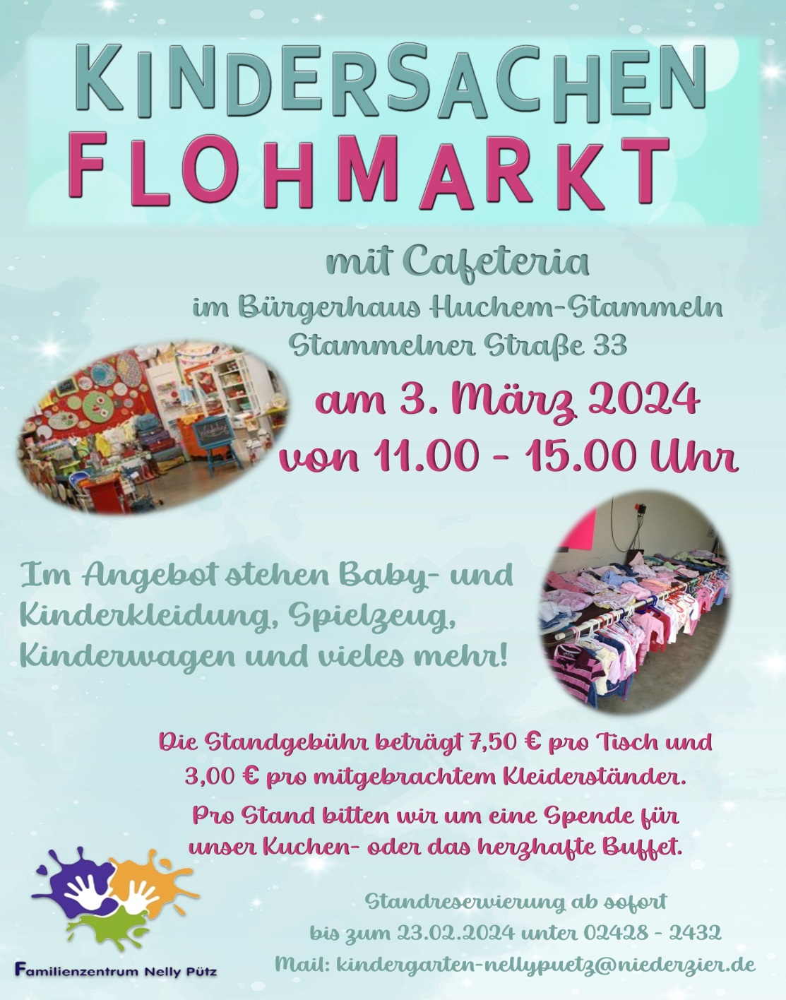 KINDERSACHEN
FLOHMARKT
mit Cafeteria
im Bürgerhaus Huchem-Stammeln
Stammelner Straße 33
am 3. März 2024
von 11.00 - 15.00 Uhr
Im Angebot stehen Baby- und
Kinderkleidung, Spielzeug,
Kinderwagen und vieles mehr!
Die Standgebühr beträgt 7,50 € pro Tisch und
3,00 € pro mitgebrachtem Kleiderständer.
Pro Stand bitten wir um eine Spende für
unser Kuchen- oder das herzhafte Buffet.
Standreservierung ab sofort
bis zum 23.02.2024 unter 02428 - 2432
Mail: kindergarten-nellypuetz@niederzier.de
Familienzentrum Nelly Pütz